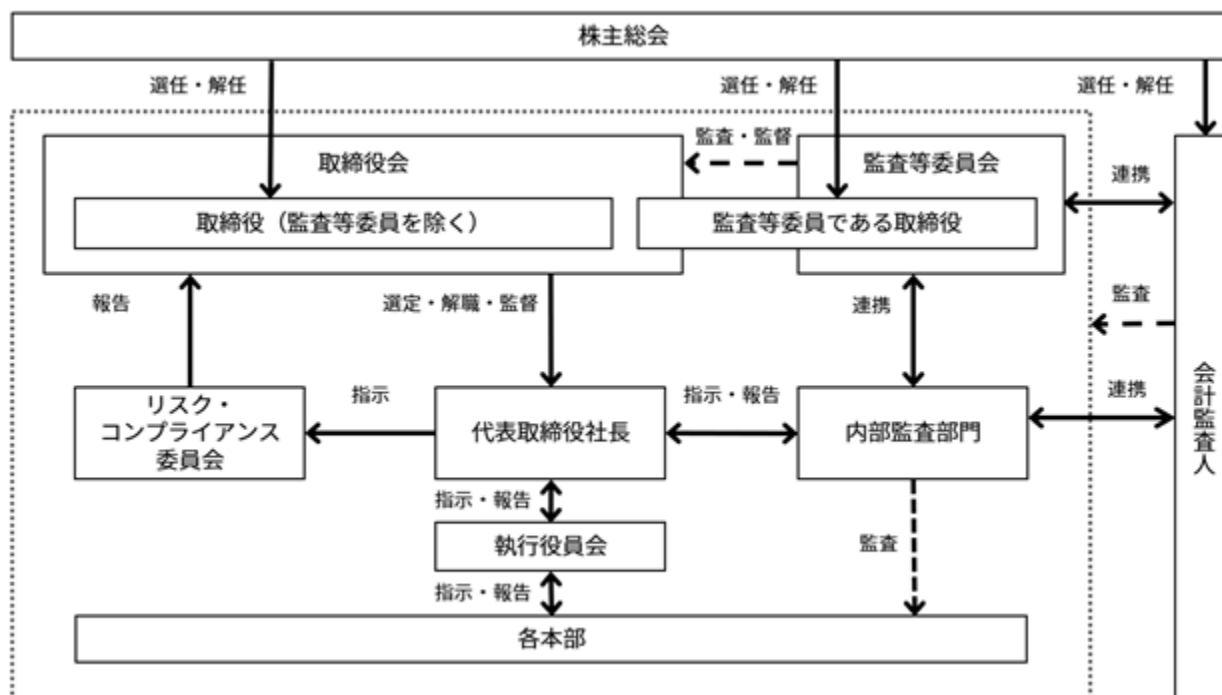 株主総会
選任・解任
選任・解任
選任・解任
監査・監督
取締役会
監査等委員会
連携
取締役（監査等委員を除く）
監査等委員である取締役
報告
選定・解職・監督
連携
監査
リスク・
コンプライアンス
委員会
指示
代表取締役社長
指示・報告
内部監査部門
連携
会計監査人
指示・報告
執行役員会
監査
指示・報告
各本部